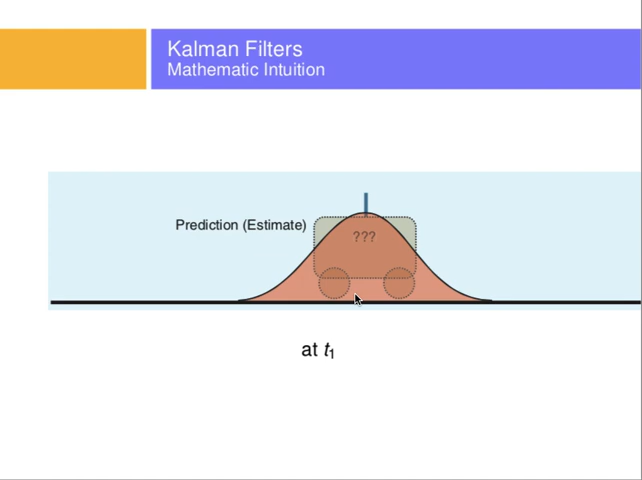 Kalman Filters
Mathematic Intuition
Prediction (Estimate)
???
at t₁